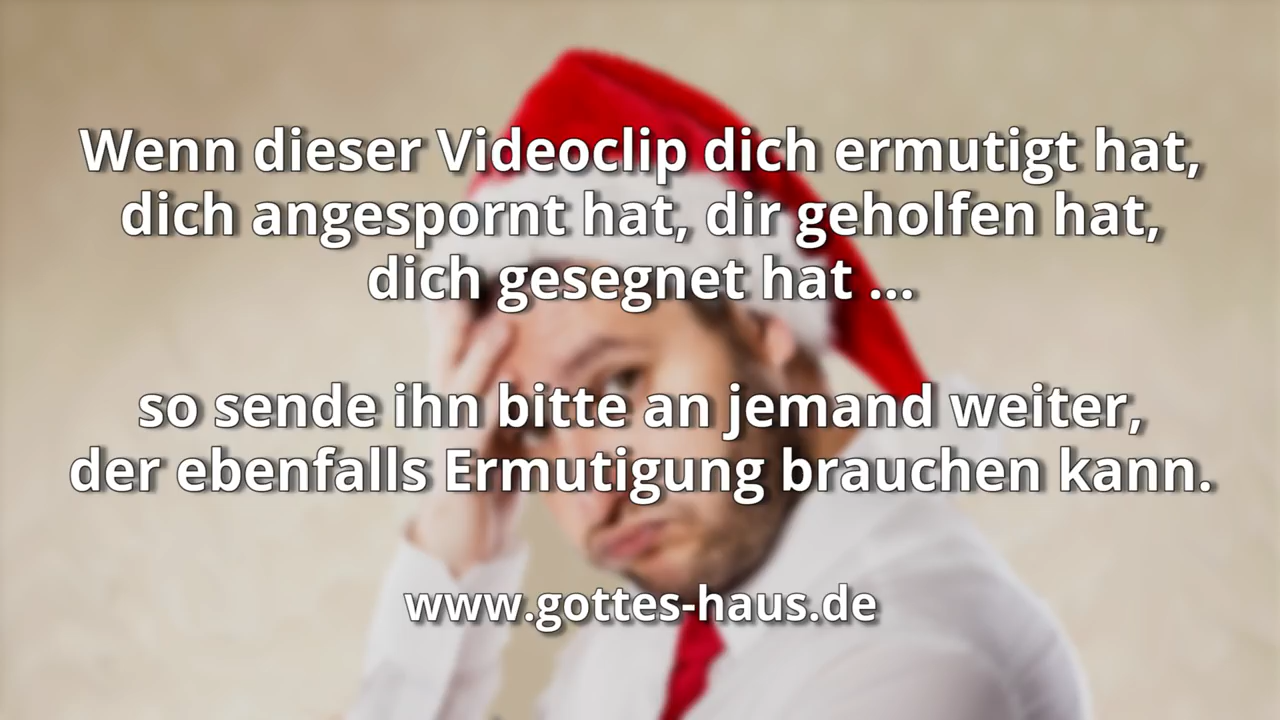 Wenn dieser Videoclip dich ermutigt hat,
dich angespornt hat, dir geholfen hat,
dich gesegnet hat ...
so sende ihn bitte an jemand weiter,
der ebenfalls Ermutigung brauchen kann.
www.gottes-haus.de